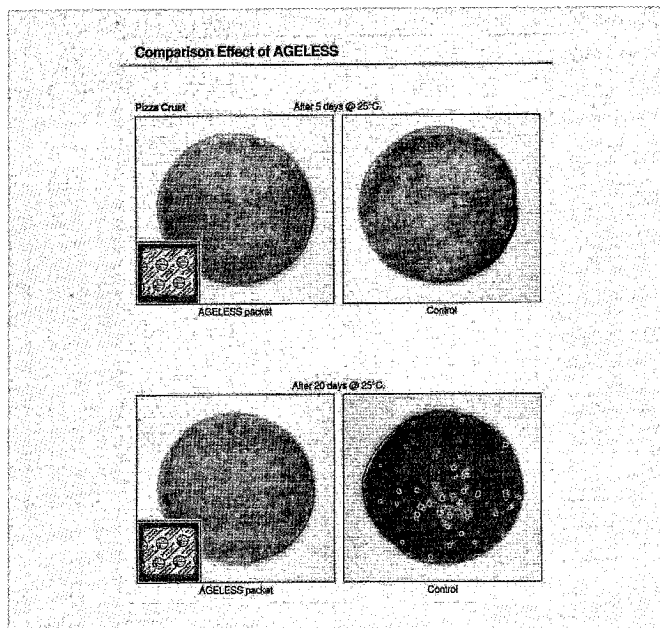 Comparison Effect of AGELESS
Pizza Crust After 5 days @ 25°C.
AGELESS packet Control
After 20 days @ 25°C.
AGELESS packet Control